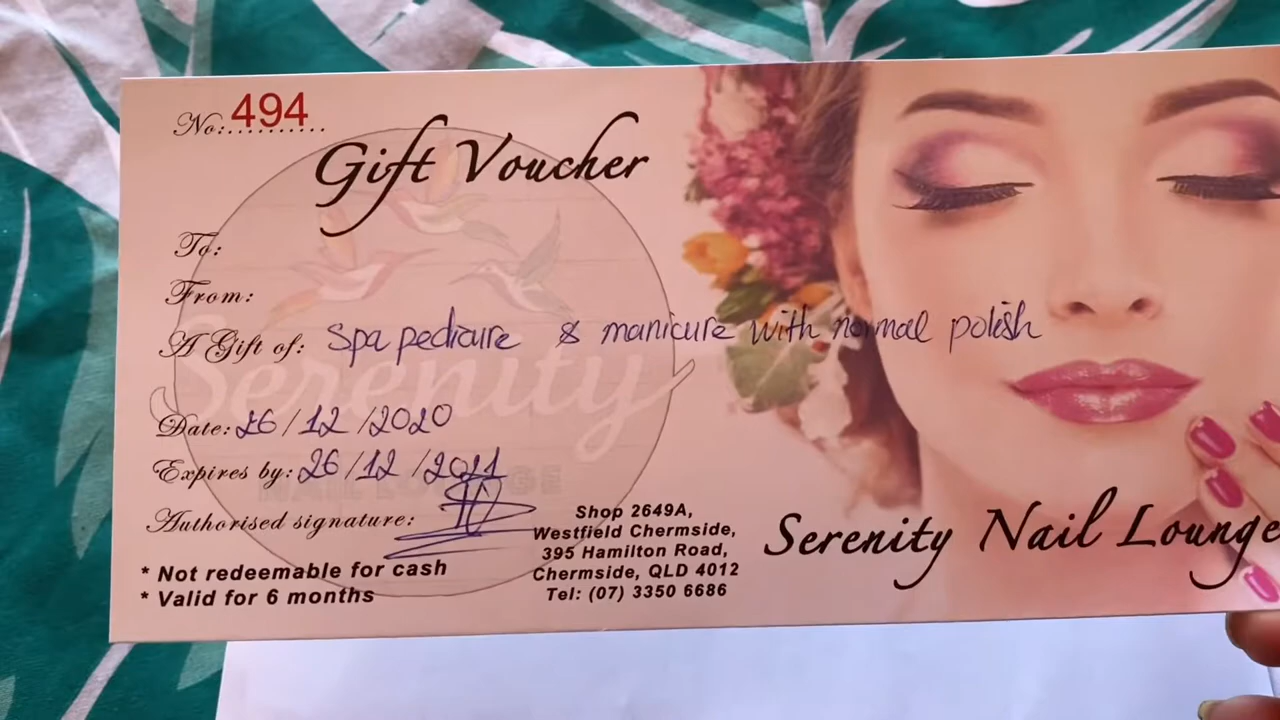 No:..........494
Gift Voucher
To:
From:
A Gift of: Spa pedicure & manicure with normal polish
Serenity
NAIL LOUNGE
Date: 26/12/2020
Expires by: 26/12/2021
Authorised signature:
* Not redeemable for cash
* Valid for 6 months
Shop 2649A,
Westfield Chermside,
395 Hamilton Road,
Chermside, QLD 4012
Tel: (07) 3350 6686
Serenity Nail Lounge